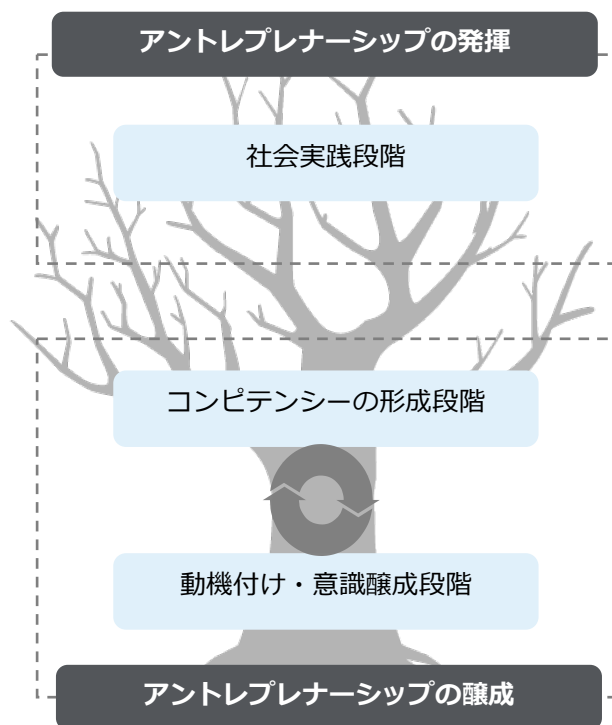 アントレプレナーシップの発揮
社会実践段階
コンピテンシーの形成段階
動機付け・意識醸成段階
アントレプレナーシップの醸成